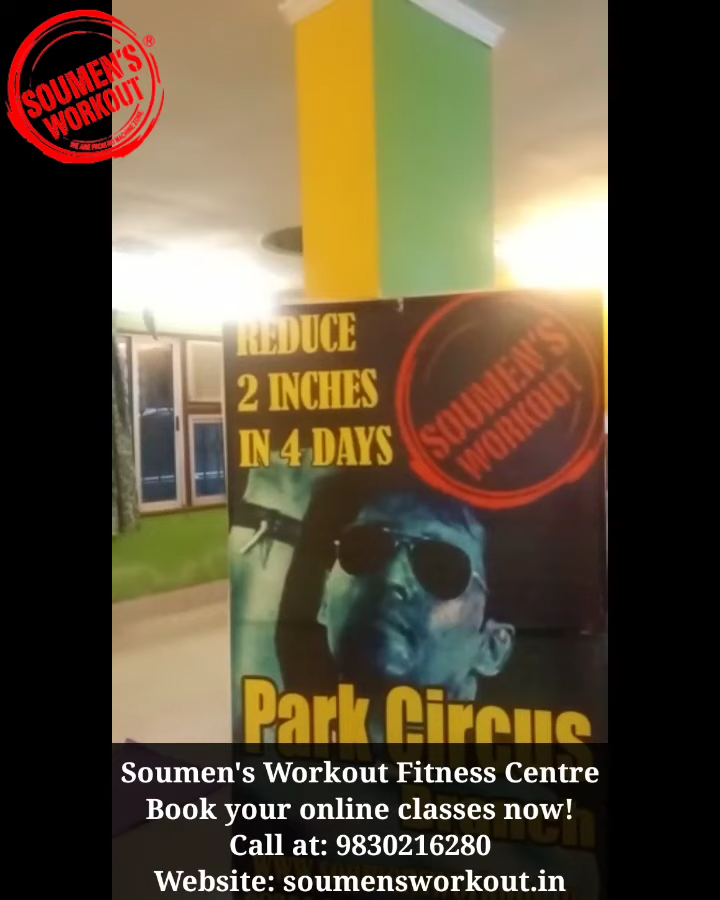 SOUMEN'S
WORKOUT
®
REDUCE
2 INCHES
IN 4 DAYS
SOUMEN'S
WORKOUT
Park Circus
Branch
Soumen's Workout Fitness Centre
Book your online classes now!
Call at: 9830216280
Website: soumensworkout.in